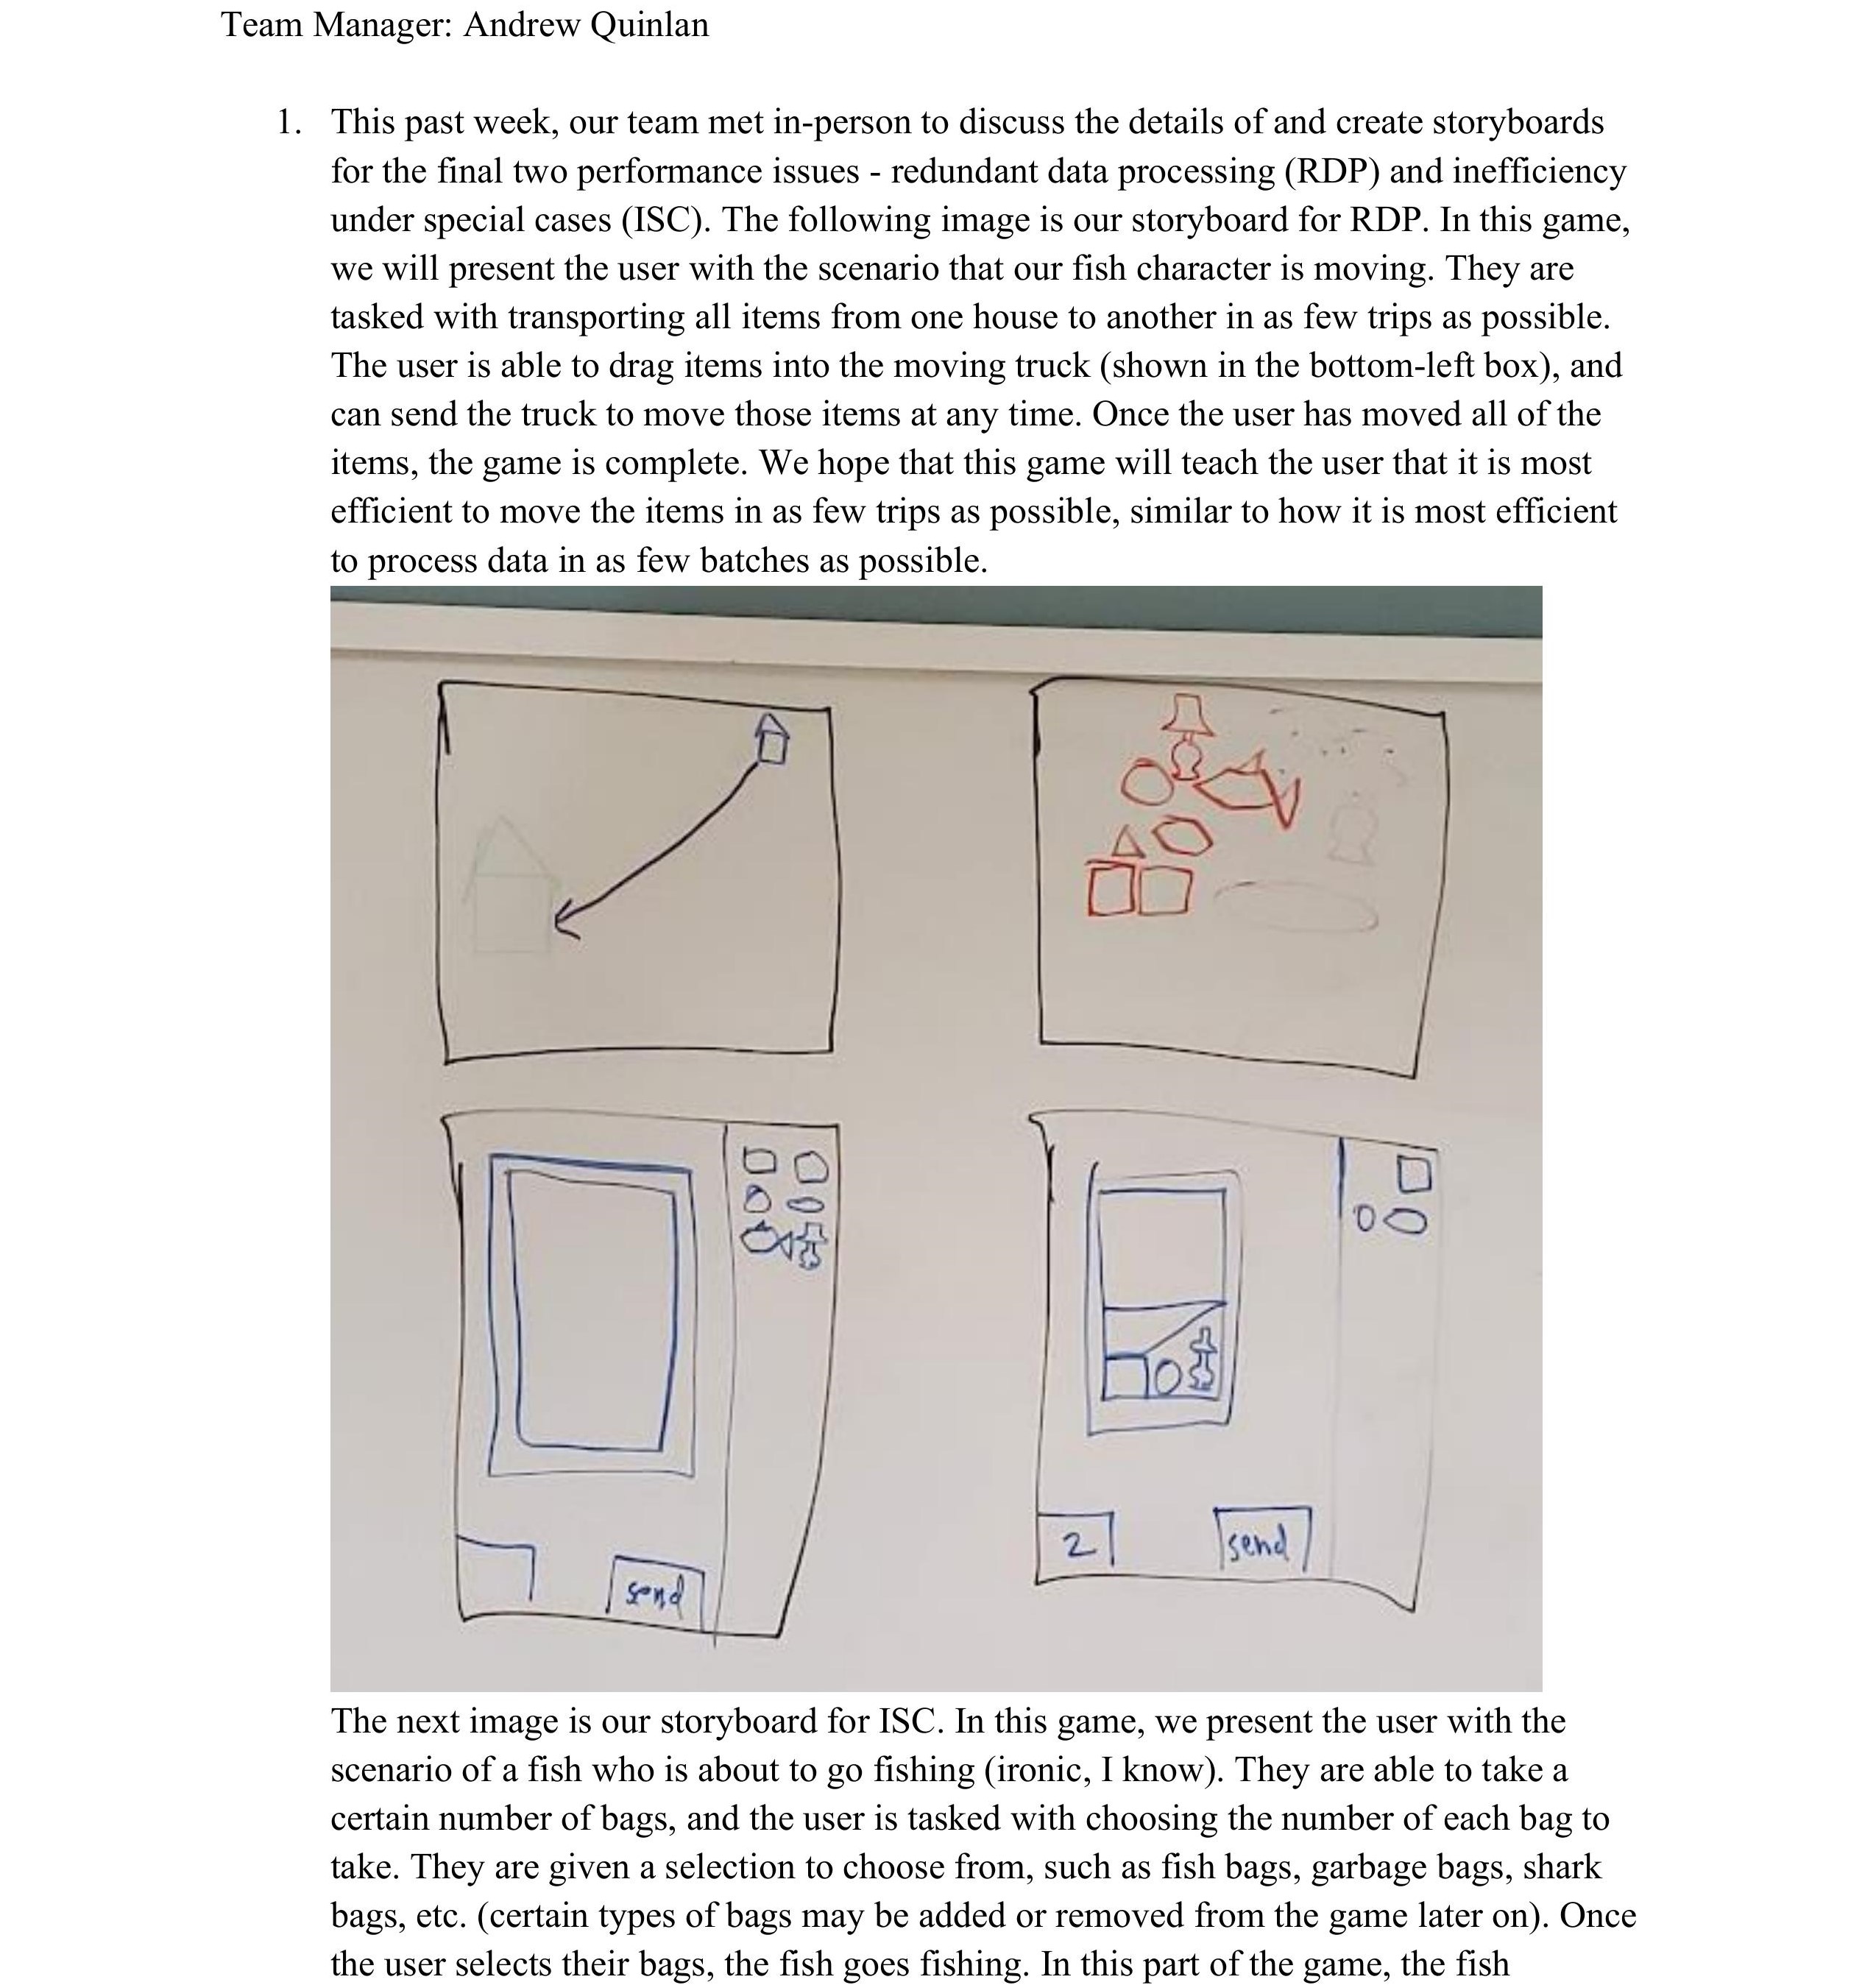 Team Manager: Andrew Quinlan
1. This past week, our team met in-person to discuss the details of and create storyboards
for the final two performance issues - redundant data processing (RDP) and inefficiency
under special cases (ISC). The following image is our storyboard for RDP. In this game,
we will present the user with the scenario that our fish character is moving. They are
tasked with transporting all items from one house to another in as few trips as possible.
The user is able to drag items into the moving truck (shown in the bottom-left box), and
can send the truck to move those items at any time. Once the user has moved all of the
items, the game is complete. We hope that this game will teach the user that it is most
efficient to move the items in as few trips as possible, similar to how it is most efficient
to process data in as few batches as possible.
send
2 send
The next image is our storyboard for ISC. In this game, we present the user with the
scenario of a fish who is about to go fishing (ironic, I know). They are able to take a
certain number of bags, and the user is tasked with choosing the number of each bag to
take. They are given a selection to choose from, such as fish bags, garbage bags, shark
bags, etc. (certain types of bags may be added or removed from the game later on). Once
the user selects their bags, the fish goes fishing. In this part of the game, the fish